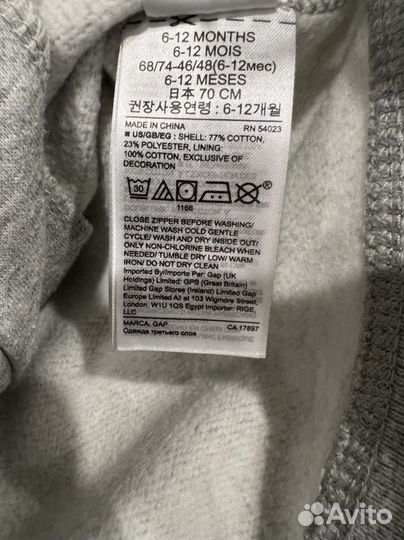 6-12 MONTHS
6-12 MOIS
68/74-46/48(6-12мес)
6-12 MESES
日本 70 CM
권장사용연령 : 6-12개월
MADE IN CHINA RN 54023
■ US/GB/EG : SHELL: 77% COTTON,
23% POLYESTER, LINING:
100% COTTON, EXCLUSIVE OF
DECORATION
30
1166
CLOSE ZIPPER BEFORE WASHING/
MACHINE WASH COLD GENTLE
CYCLE/ WASH AND DRY INSIDE OUT/
ONLY NON-CHLORINE BLEACH WHEN
NEEDED/ TUMBLE DRY LOW/ WARM
IRON/ DO NOT DRY CLEAN
Imported By/Importe Par: Gap (UK
Holdings) Limited: GPS (Great Britain)
Limited Gap Stores (Ireland) Limited Gap
Europe Limited All at 103 Wigmore Street,
London, W1U 1QS Egypt Importer: RIGE,
LLC
MARCA, GAP CA 17897
Одежда третьего слоя
Avito